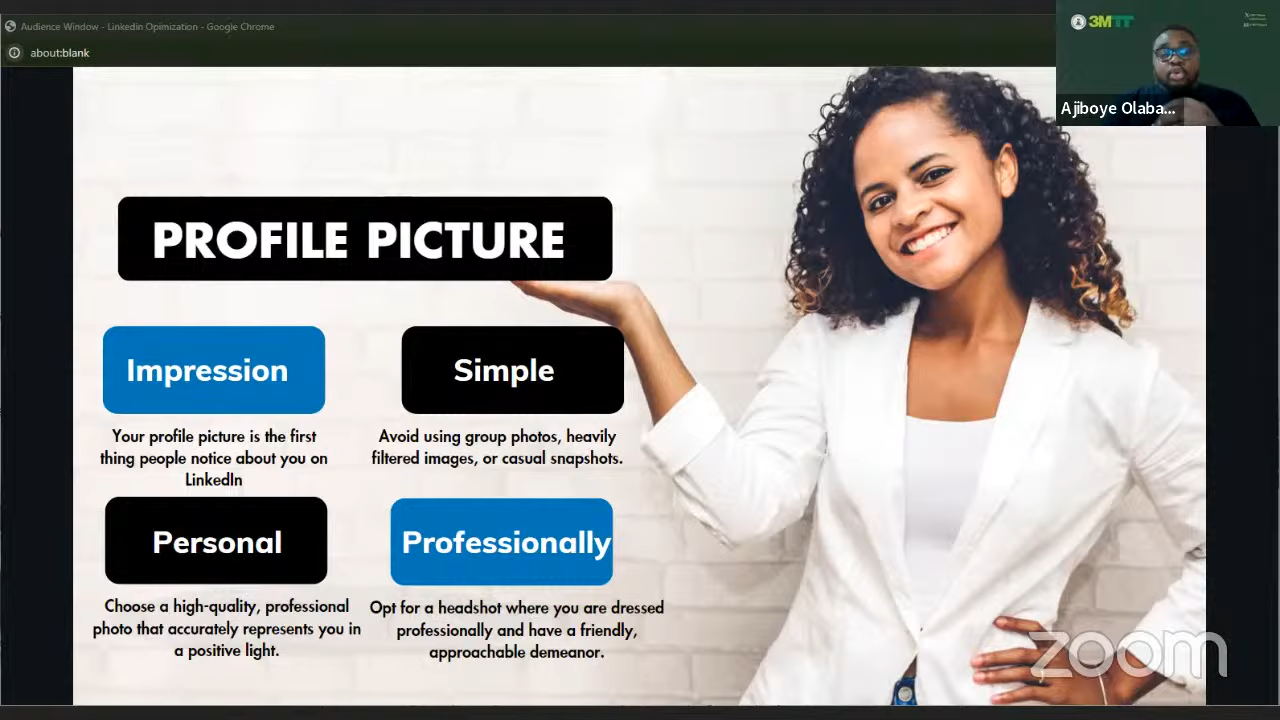 Audience Window - Linkedin Opimization - Google Chrome
about:blank
3MTT
Ajiboye Olaba...
PROFILE PICTURE
Impression
Your profile picture is the first
thing people notice about you on
LinkedIn
Simple
Avoid using group photos, heavily
filtered images, or casual snapshots.
Personal
Choose a high-quality, professional
photo that accurately represents you in
a positive light.
Professionally
Opt for a headshot where you are dressed
professionally and have a friendly,
approachable demeanor.
zoom